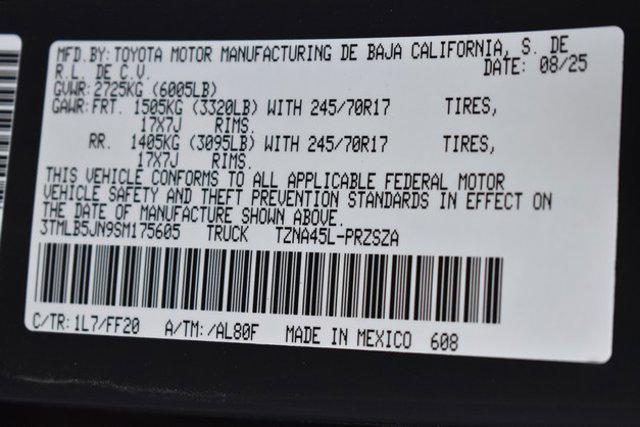 MFD.BY: TOYOTA MOTOR MANUFACTURING DE BAJA CALIFORNIA, S. DE
R.L. DE C.V. DATE: 08/25
GVWR: 2725KG (6005LB)
GAWR: FRT. 1505KG (3320LB) WITH 245/70R17 TIRES,
17X7J RIMS.
RR. 1405KG (3095LB) WITH 245/70R17 TIRES,
17X7J RIMS.
THIS VEHICLE CONFORMS TO ALL APPLICABLE FEDERAL MOTOR
VEHICLE SAFETY AND THEFT PREVENTION STANDARDS IN EFFECT ON
THE DATE OF MANUFACTURE SHOWN ABOVE.
3TMLB5JN9SM175605 TRUCK TZNA45L-PRZSZA
C/TR: 1L7/FF20 A/TM: /AL80F MADE IN MEXICO 608